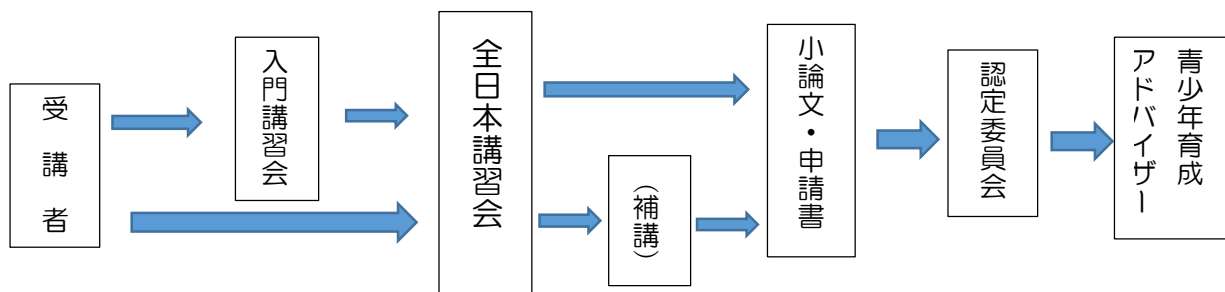 受講者
入門講習会
全日本講習会
（補講）
小論文・申請書
認定委員会
青少年育成
アドバイザー